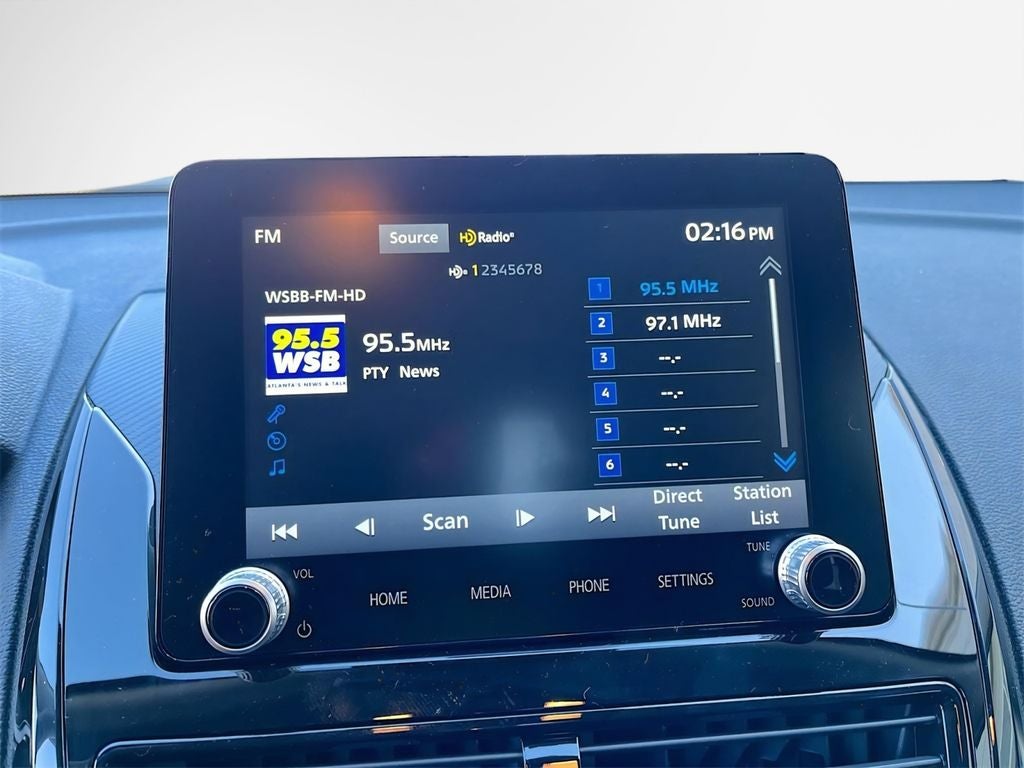 FM
Source
HD Radio®
02:16 PM
HD 12345678
WSBB-FM-HD
95.5
WSB
ATLANTA'S NEWS & TALK
95.5MHz
PTY News
1 95.5 MHz
2 97.1 MHz
3 --.-
4 --.-
5 --.-
6 --.-
Scan
Direct
Tune
Station
List
VOL
TUNE
HOME
MEDIA
PHONE
SETTINGS
SOUND